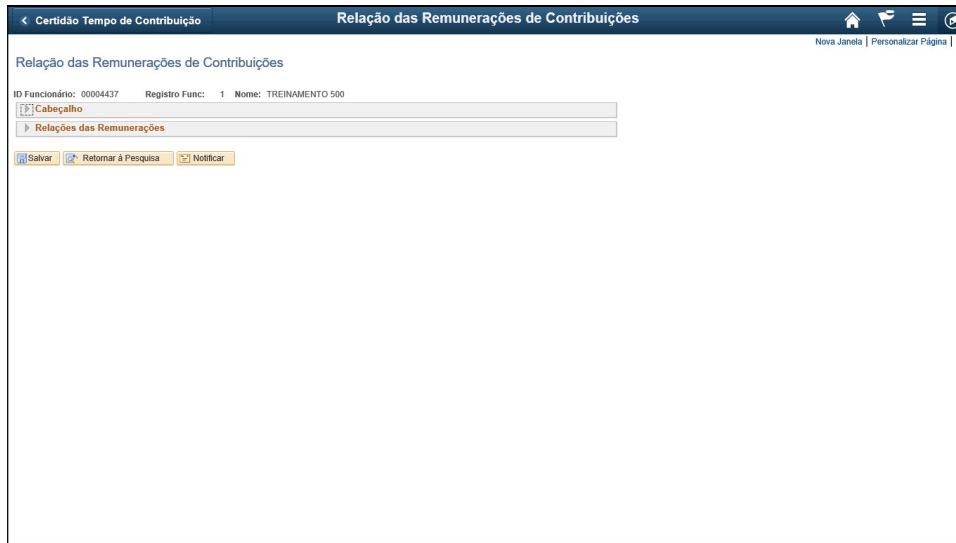 Certidão Tempo de Contribuição
Relação das Remunerações de Contribuições
Nova Janela | Personalizar Página |
Relação das Remunerações de Contribuições
ID Funcionário: 00004437 Registro Func: 1 Nome: TREINAMENTO 500
Cabeçalho
Relações das Remunerações
Salvar Retornar à Pesquisa Notificar